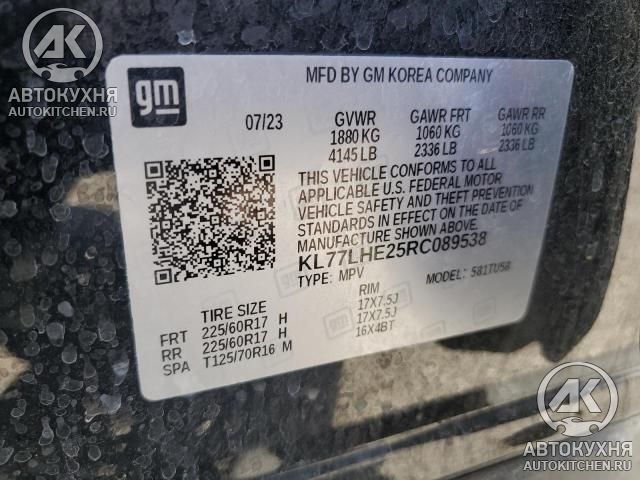 AK
АВТОКУХНЯ
AUTOKITCHEN.RU
gm
MFD BY GM KOREA COMPANY
07/23
GVWR GAWR FRT GAWR RR
1880 KG 1060 KG 1060 KG
4145 LB 2336 LB 2336 LB
THIS VEHICLE CONFORMS TO ALL
APPLICABLE U.S. FEDERAL MOTOR
VEHICLE SAFETY AND THEFT PREVENTION
STANDARDS IN EFFECT ON THE DATE OF
MANUFACTURE SHOWN ABOVE.
KL77LHE25RC089538
TYPE: MPV MODEL: 581TU58
TIRE SIZE RIM
FRT 225/60R17 H 17X7.5J
RR 225/60R17 H 17X7.5J
SPA T125/70R16 M 16X4BT
AK
АВТОКУХНЯ
AUTOKITCHEN.RU